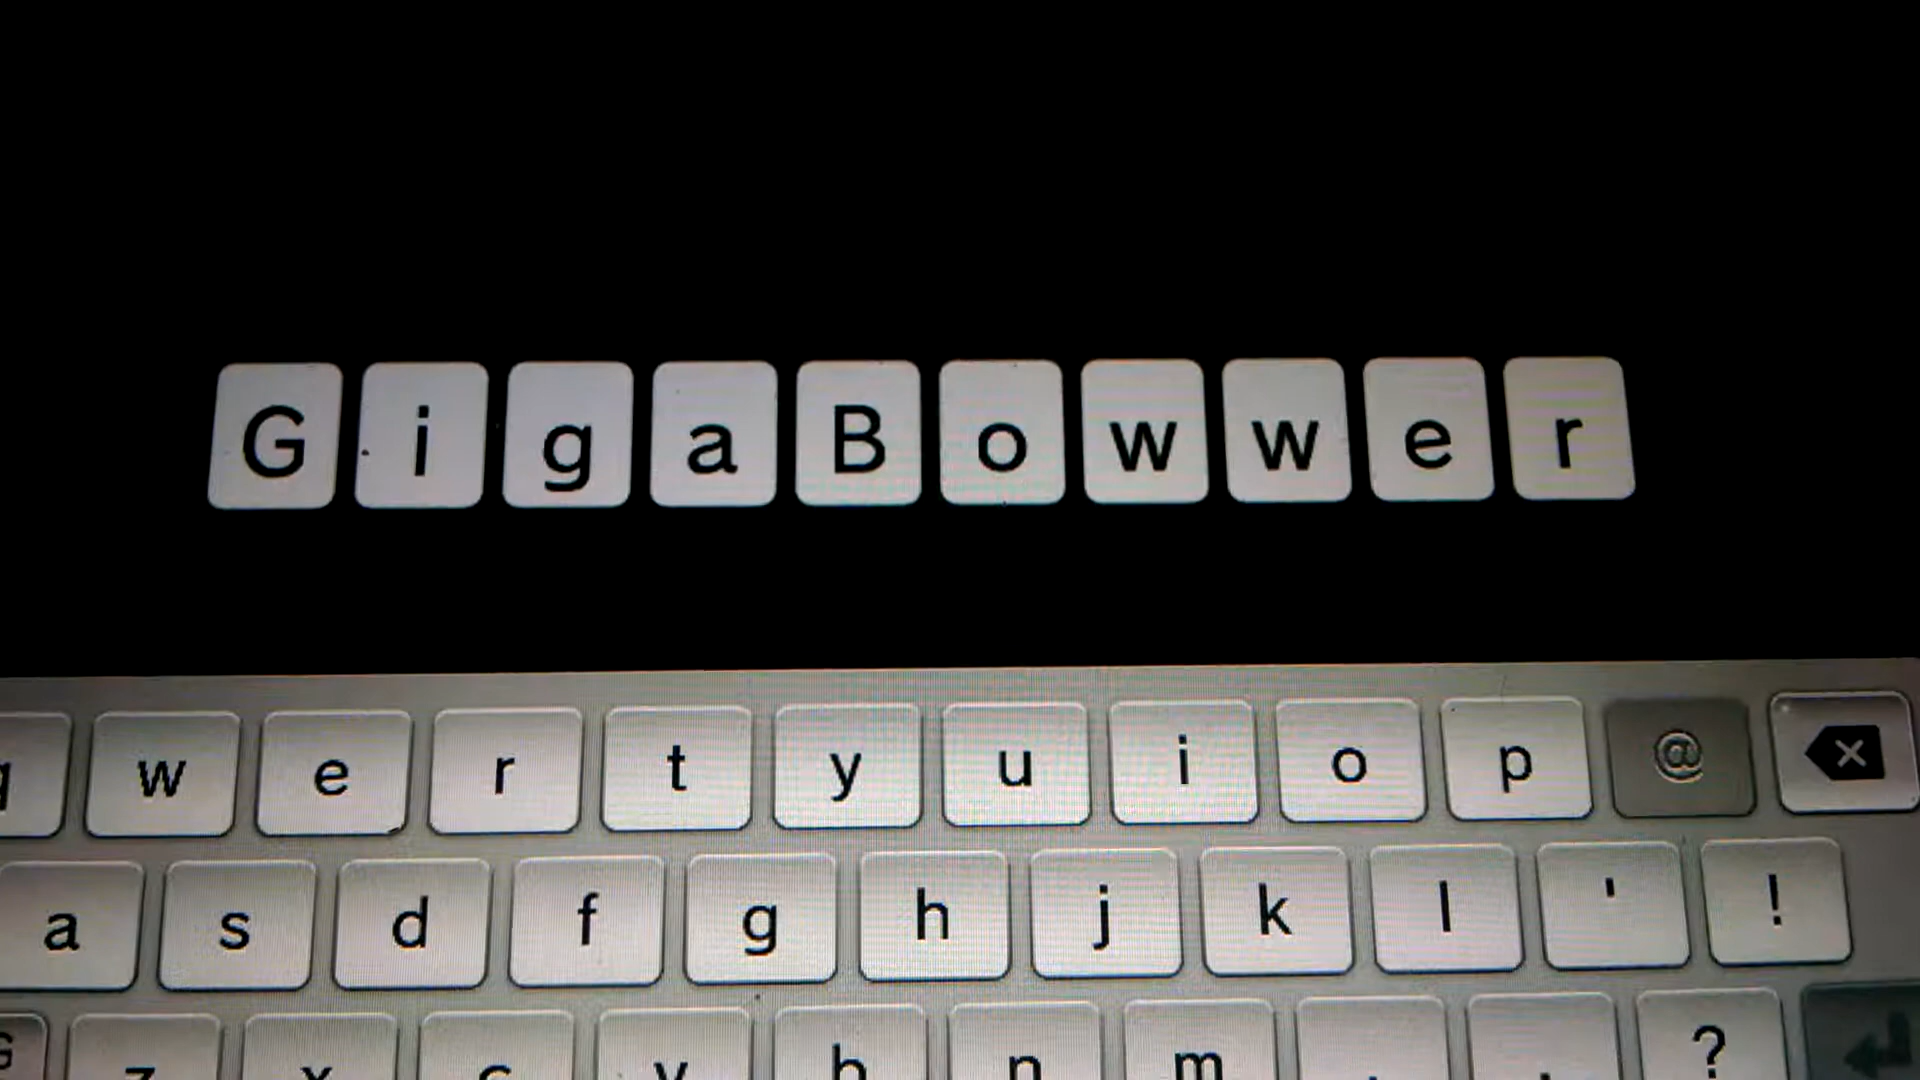 GigaBowwer
q w e r t y u i o p @
a s d f g h j k l ' !
z x c v b n m , . ?